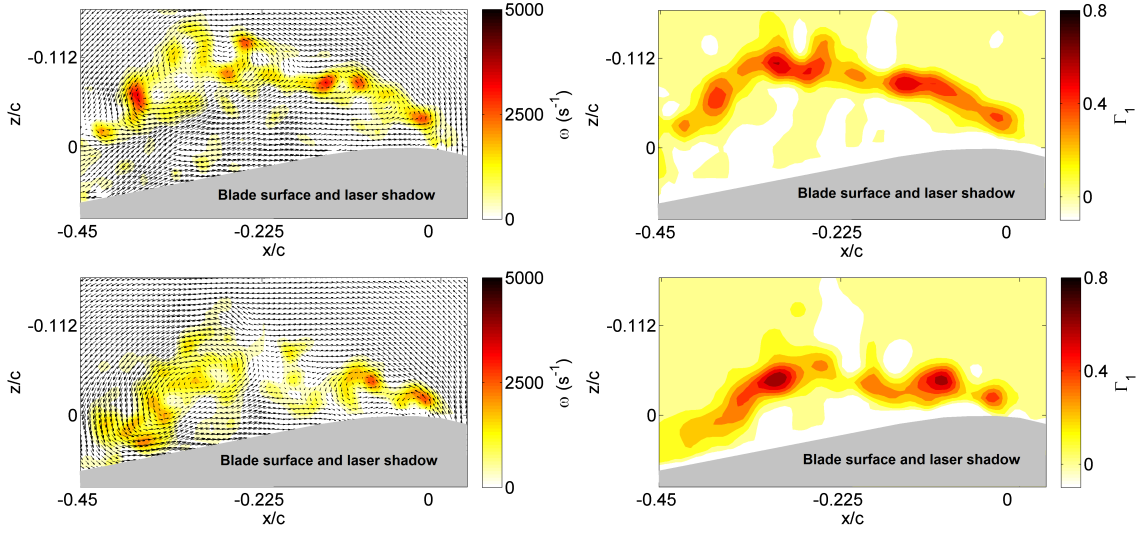 5000
-0.112
z/c
2500
ω (s⁻¹)
0
Blade surface and laser shadow
0
-0.45
-0.225
0
x/c
0.8
-0.112
z/c
0.4
Γ₁
0
Blade surface and laser shadow
0
-0.45
-0.225
0
x/c
5000
-0.112
z/c
2500
ω (s⁻¹)
0
Blade surface and laser shadow
0
-0.45
-0.225
0
x/c
0.8
-0.112
z/c
0.4
Γ₁
0
Blade surface and laser shadow
0
-0.45
-0.225
0
x/c